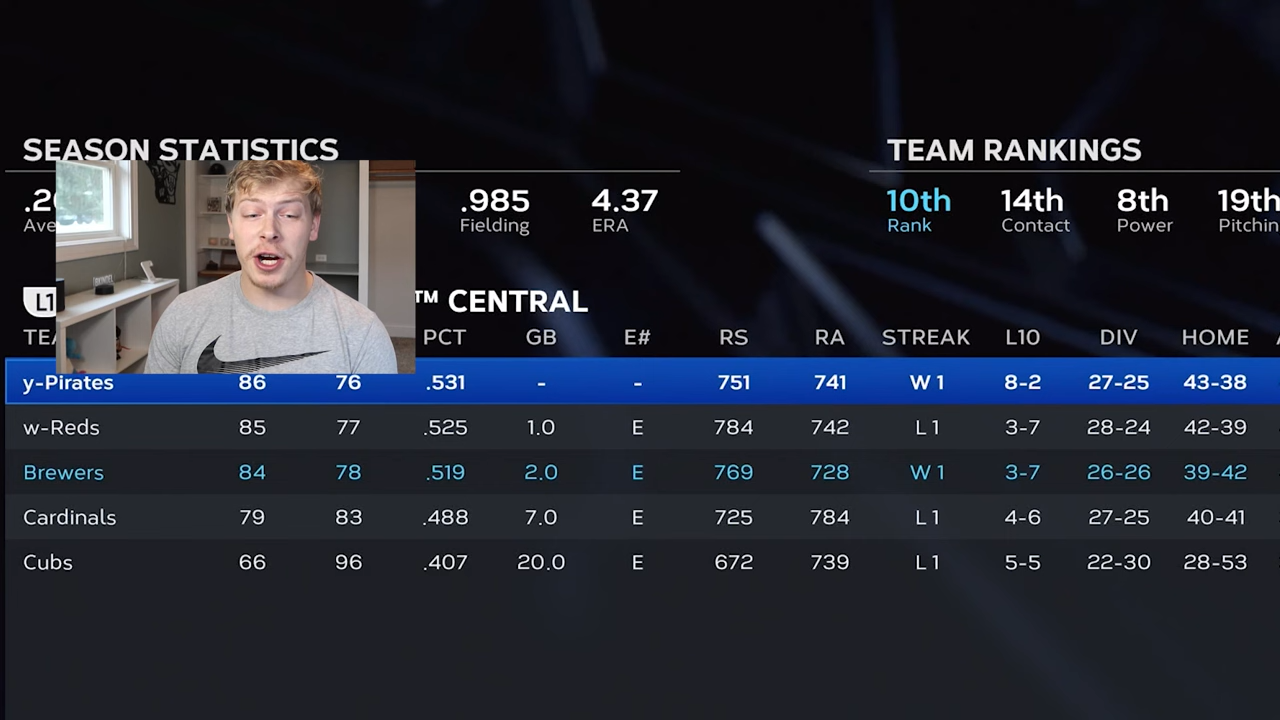 SEASON STATISTICS TEAM RANKINGS
.985 4.37 10th 14th 8th 19th
Fielding ERA Rank Contact Power
L1 ™ CENTRAL
PCT GB E# RS RA STREAK L10 DIV HOME
y-Pirates 86 76 .531 - - 751 741 W 1 8-2 27-25 43-38
w-Reds 85 77 .525 1.0 E 784 742 L 1 3-7 28-24 42-39
Brewers 84 78 .519 2.0 E 769 728 W 1 3-7 26-26 39-42
Cardinals 79 83 .488 7.0 E 725 784 L 1 4-6 27-25 40-41
Cubs 66 96 .407 20.0 E 672 739 L 1 5-5 22-30 28-53